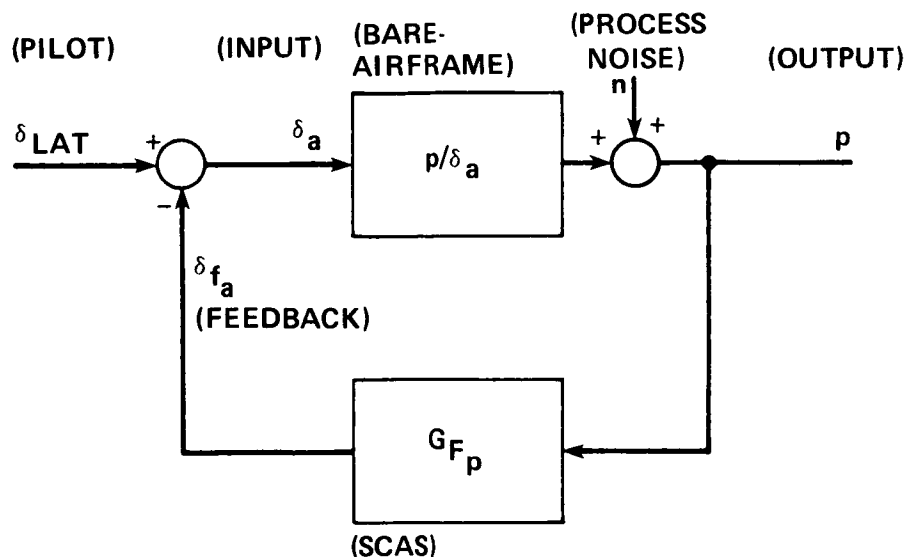 (PILOT)
(INPUT)
(BARE-
AIRFRAME)
(PROCESS
NOISE)
(OUTPUT)
n
δLAT
+
δa
p/δa
+
+
p
−
δfa
(FEEDBACK)
GFp
(SCAS)